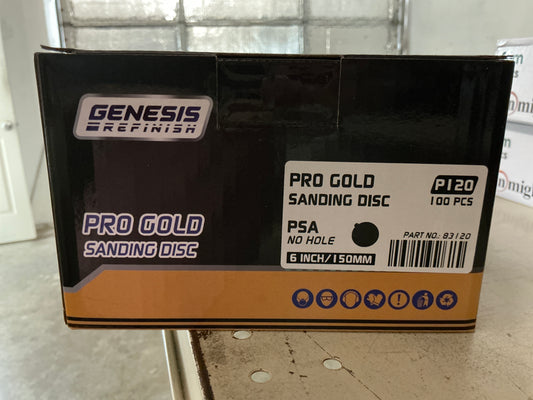 GENESIS
REFINISH
PRO GOLD
SANDING DISC
PRO GOLD
SANDING DISC
P120
100 PCS
PSA
NO HOLE
PART NO.: 83120
6 INCH/150MM